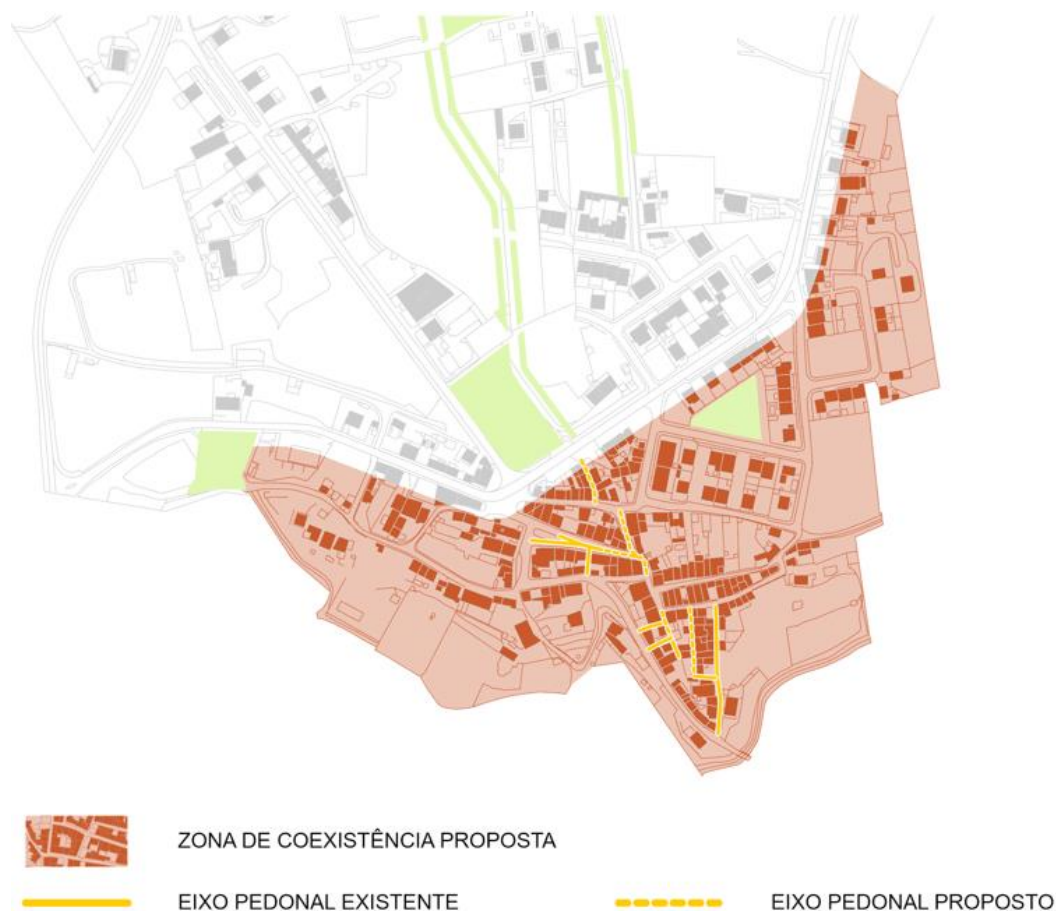 ZONA DE COEXISTÊNCIA PROPOSTA
EIXO PEDONAL EXISTENTE
EIXO PEDONAL PROPOSTO